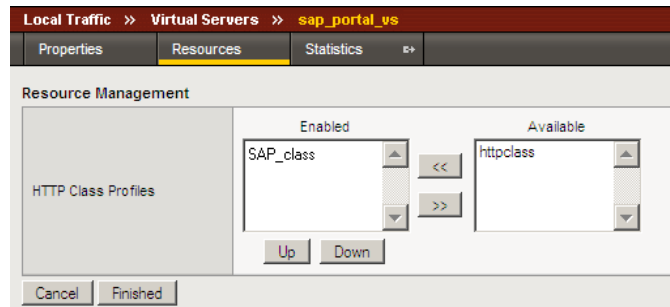 Local Traffic » Virtual Servers » sap_portal_vs
Properties Resources Statistics
Resource Management
Enabled Available
SAP_class httpclass
<<
HTTP Class Profiles
>>
Up Down
Cancel Finished